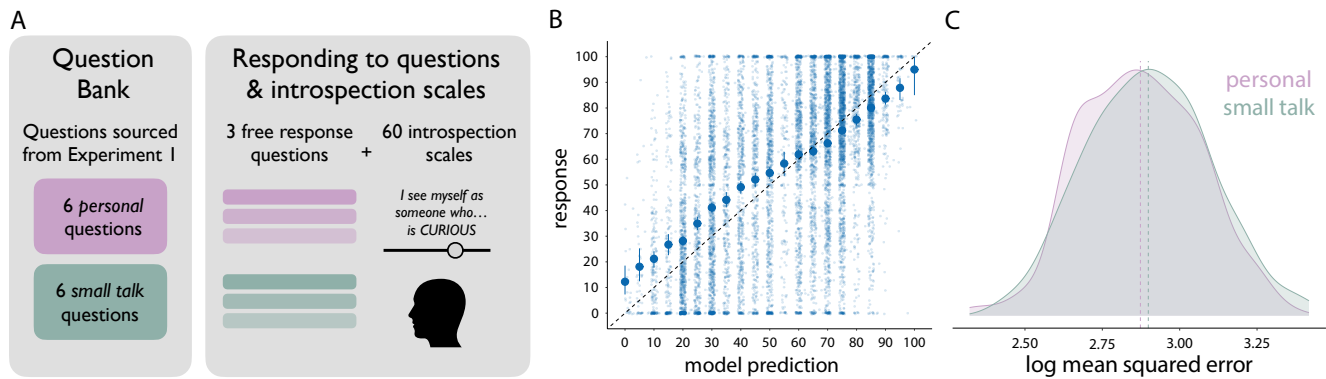 A
Question
Bank
Questions sourced
from Experiment 1
6 personal
questions
6 small talk
questions
Responding to questions
& introspection scales
3 free response
questions
+
60 introspection
scales
I see myself as
someone who...
is CURIOUS
B
response
100
90
80
70
60
50
40
30
20
10
0
0 10 20 30 40 50 60 70 80 90 100
model prediction
C
personal
small talk
2.50 2.75 3.00 3.25
log mean squared error